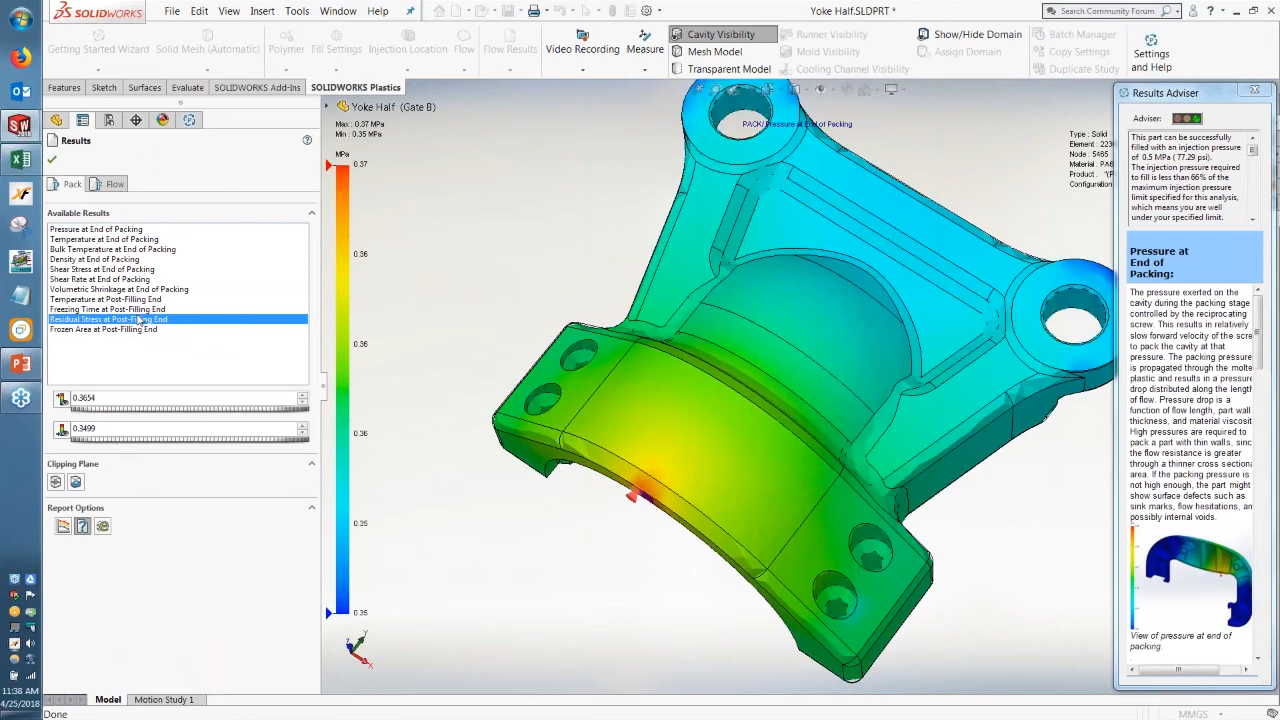 SOLIDWORKS
File Edit View Insert Tools Window Help
Yoke Half.SLDPRT *
Search Community Forum
Getting Started Wizard
Solid Mesh (Automatic)
Polymer
Fill Settings
Injection Location
Flow
Flow Results
Video Recording
Measure
Cavity Visibility
Mesh Model
Transparent Model
Runner Visibility
Mold Visibility
Cooling Channel Visibility
Show/Hide Domain
Assign Domain
Batch Manager
Copy Settings
Duplicate Study
Settings
and Help
Features Sketch Surfaces Evaluate SOLIDWORKS Add-Ins SOLIDWORKS Plastics
Results
Pack Flow
Available Results
Pressure at End of Packing
Temperature at End of Packing
Bulk Temperature at End of Packing
Density at End of Packing
Shear Stress at End of Packing
Shear Rate at End of Packing
Volumetric Shrinkage at End of Packing
Temperature at Post-Filling End
Freezing Time at Post-Filling End
Residual Stress at Post-Filling End
Frozen Area at Post-Filling End
0.3654
0.3499
Clipping Plane
Report Options
Yoke Half (Gate B)
Max : 0.37 MPa
Min : 0.35 MPa
MPa
0.37
0.36
0.36
0.36
0.35
0.35
PACK/ Pressure at End of Packing
Type : Solid
Element : 223
Node : 5465
Material : PA6
Product : "(P
Configuration
Results Adviser
Adviser:
This part can be successfully
filled with an injection pressure
of 0.5 MPa ( 77.29 psi).
The injection pressure required
to fill is less than 66% of the
maximum injection pressure
limit specified for this analysis,
which means you are well
under your specified limit.
Pressure at
End of
Packing:
The pressure exerted on the
cavity during the packing stage
controlled by the reciprocating
screw. This results in relatively
slow forward velocity of the scre
to pack the cavity at that
pressure. The packing pressure
is propagated through the molte
plastic and results in a pressure
drop distributed along the length
of flow. Pressure drop is a
function of flow length, part wall
thickness, and material viscosity
High pressures are required to
pack a part with thin walls, sinc
the flow resistance is greater
through a thinner cross sectiona
area. If the packing pressure is
not high enough, the part might
show surface defects such as
sink marks, flow hesitations, an
possibly internal voids.
View of pressure at end of
packing.
Y
X
Z
Model Motion Study 1
Done
MMGS
11:38 AM
4/25/2018